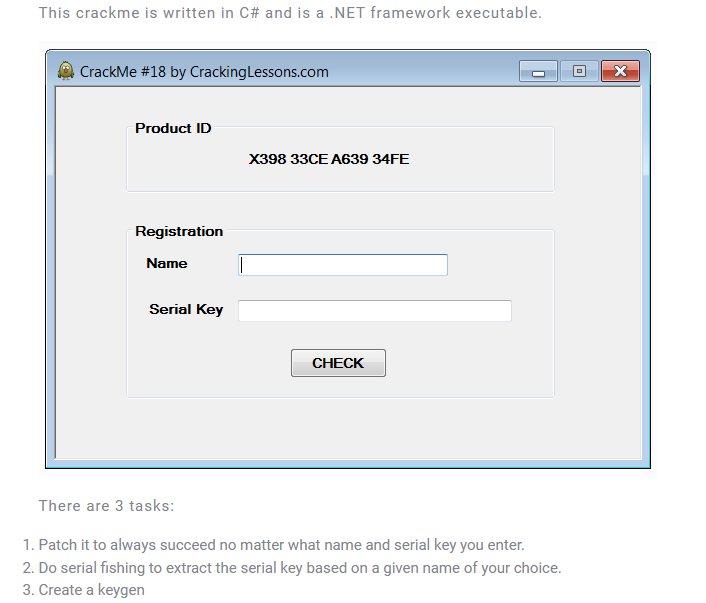 This crackme is written in C# and is a .NET framework executable.
CrackMe #18 by CrackingLessons.com
Product ID
X398 33CE A639 34FE
Registration
Name
Serial Key
CHECK
There are 3 tasks:
1. Patch it to always succeed no matter what name and serial key you enter.
2. Do serial fishing to extract the serial key based on a given name of your choice.
3. Create a keygen